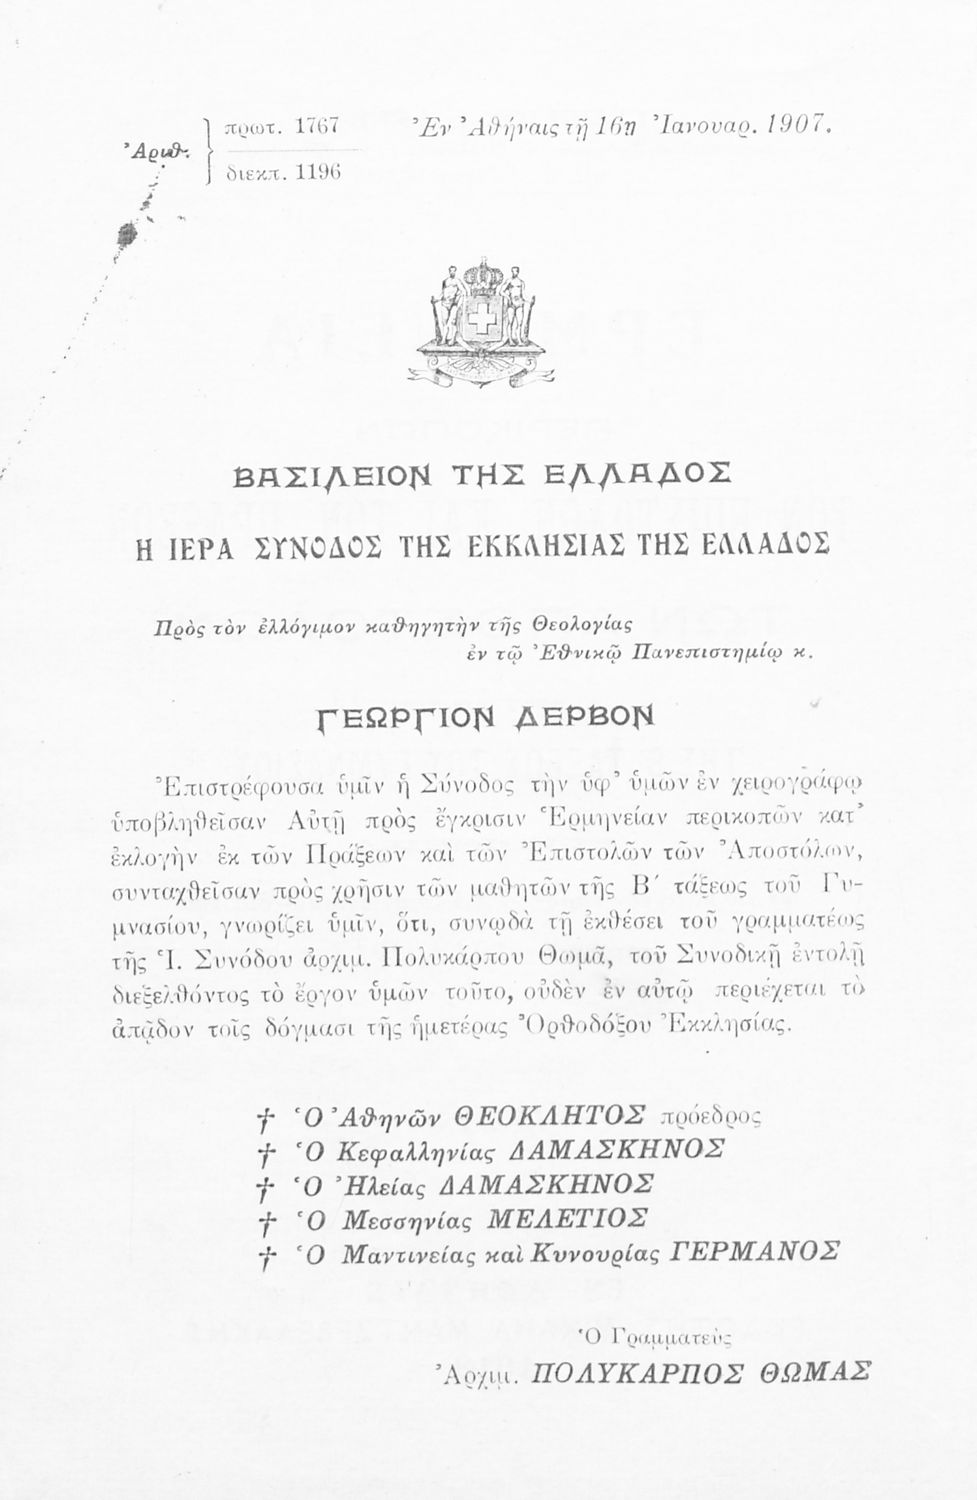 Ἀριθ. πρωτ. 1767
διεκπ. 1196
Ἐν Ἀθήναις τῇ 16ῃ Ἰανουαρ. 1907.
ΒΑΣΙΛΕΙΟΝ ΤΗΣ ΕΛΛΑΔΟΣ
Η ΙΕΡΑ ΣΥΝΟΔΟΣ ΤΗΣ ΕΚΚΛΗΣΙΑΣ ΤΗΣ ΕΛΛΑΔΟΣ
Πρὸς τὸν ἐλλόγιμον καθηγητὴν τῆς Θεολογίας
ἐν τῷ Ἐθνικῷ Πανεπιστημίῳ κ.
ΓΕΩΡΓΙΟΝ ΔΕΡΒΟΝ
Ἐπιστρέφουσα ὑμῖν ἡ Σύνοδος τὴν ὑφ’ ὑμῶν ἐν χειρογράφῳ
ὑποβληθεῖσαν Αὐτῇ πρὸς ἔγκρισιν Ἑρμηνείαν περικοπῶν κατ’
ἐκλογὴν ἐκ τῶν Πράξεων καὶ τῶν Ἐπιστολῶν τῶν Ἀποστόλων,
συνταχθεῖσαν πρὸς χρῆσιν τῶν μαθητῶν τῆς Β΄ τάξεως τοῦ Γυ-
μνασίου, γνωρίζει ὑμῖν, ὅτι, συνῳδὰ τῇ ἐκθέσει τοῦ γραμματέως
τῆς Ἱ. Συνόδου ἀρχιμ. Πολυκάρπου Θωμᾶ, τοῦ Συνοδικῇ ἐντολῇ
διεξελθόντος τὸ ἔργον ὑμῶν τοῦτο, οὐδὲν ἐν αὐτῷ περιέχεται τὸ
ἀπᾷδον τοῖς δόγμασι τῆς ἡμετέρας Ὀρθοδόξου Ἐκκλησίας.
† Ὁ Ἀθηνῶν ΘΕΟΚΛΗΤΟΣ πρόεδρος
† Ὁ Κεφαλληνίας ΔΑΜΑΣΚΗΝΟΣ
† Ὁ Ἠλείας ΔΑΜΑΣΚΗΝΟΣ
† Ὁ Μεσσηνίας ΜΕΛΕΤΙΟΣ
† Ὁ Μαντινείας καὶ Κυνουρίας ΓΕΡΜΑΝΟΣ
Ὁ Γραμματεὺς
Ἀρχιμ. ΠΟΛΥΚΑΡΠΟΣ ΘΩΜΑΣ